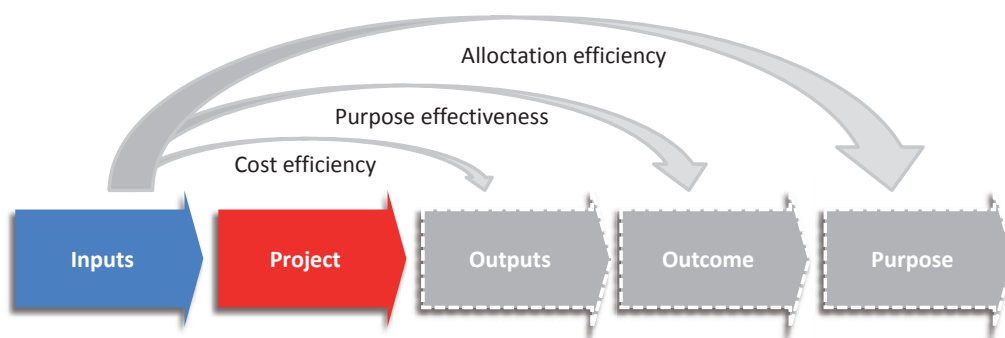 Alloctation efficiency
Purpose effectiveness
Cost efficiency
Inputs
Project
Outputs
Outcome
Purpose